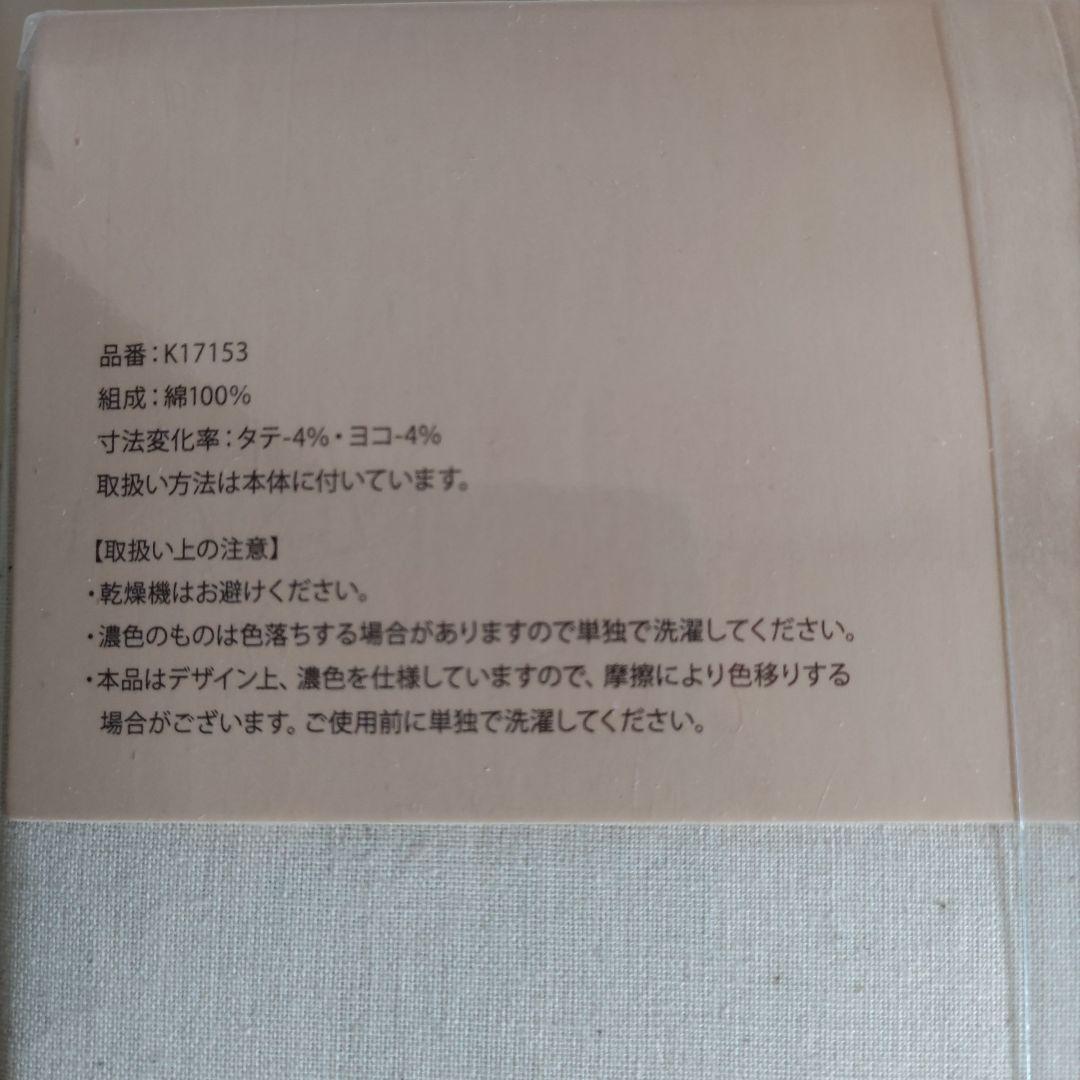 品番：K17153
組成：綿100%
寸法変化率：タテ-4%・ヨコ-4%
取扱い方法は本体に付いています。
【取扱い上の注意】
・乾燥機はお避けください。
・濃色のものは色落ちする場合がありますので単独で洗濯してください。
・本品はデザイン上、濃色を仕様していますので、摩擦により色移りする
場合がございます。ご使用前に単独で洗濯してください。